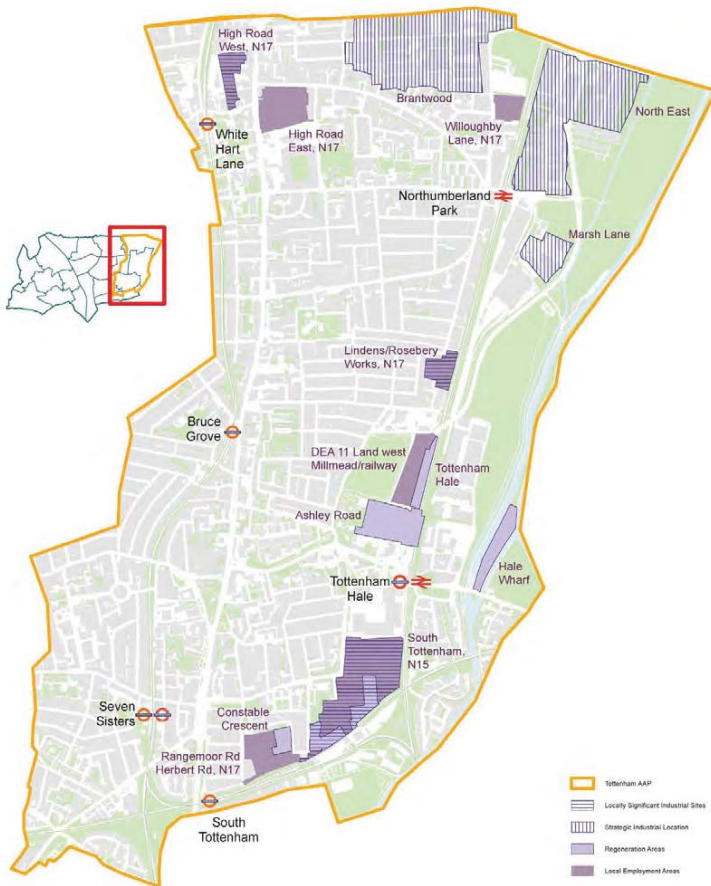 High Road
West, N17
Brantwood
North East
White
Hart
Lane
High Road
East, N17
Willoughby
Lane, N17
Northumberland
Park
Marsh Lane
Lindens/Rosebery
Works, N17
Bruce
Grove
DEA 11 Land west
Millmead/railway
Tottenham
Hale
Ashley Road
Hale
Wharf
Tottenham
Hale
South
Tottenham,
N15
Seven
Sisters
Constable
Crescent
Rangemoor Rd
Herbert Rd, N17
South
Tottenham
Tottenham AAP
Locally Significant Industrial Sites
Strategic Industrial Location
Regeneration Areas
Local Employment Areas